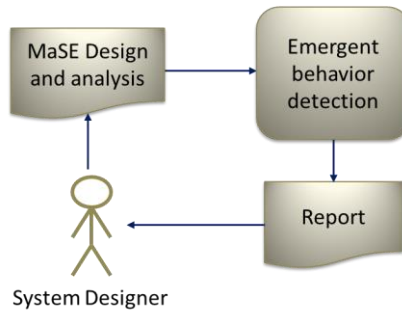 MaSE Design
and analysis
Emergent
behavior
detection
Report
System Designer